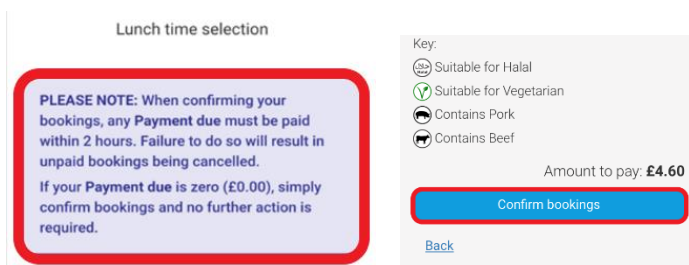 Lunch time selection
PLEASE NOTE: When confirming your
bookings, any Payment due must be paid
within 2 hours. Failure to do so will result in
unpaid bookings being cancelled.
If your Payment due is zero (£0.00), simply
confirm bookings and no further action is
required.
Key:
Suitable for Halal
Suitable for Vegetarian
Contains Pork
Contains Beef
Amount to pay: £4.60
Confirm bookings
Back